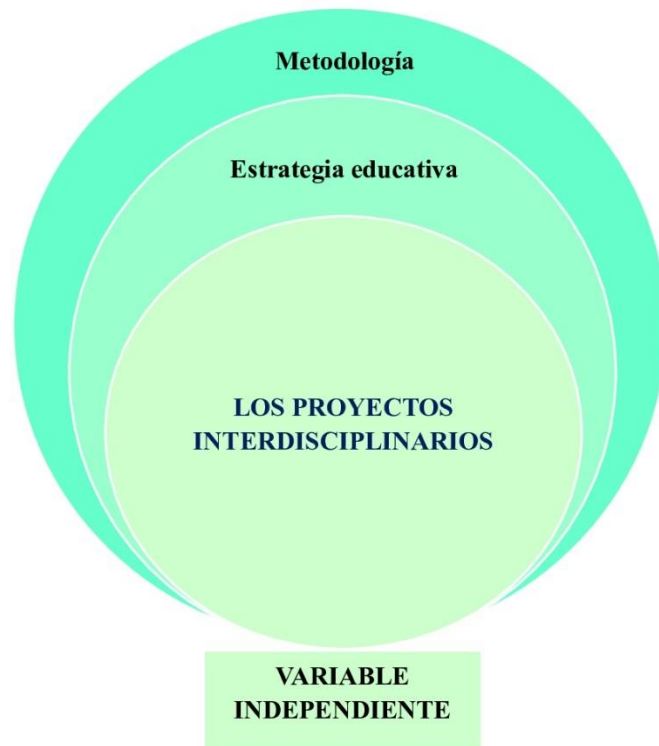 Metodología
Estrategia educativa
LOS PROYECTOS
INTERDISCIPLINARIOS
VARIABLE
INDEPENDIENTE